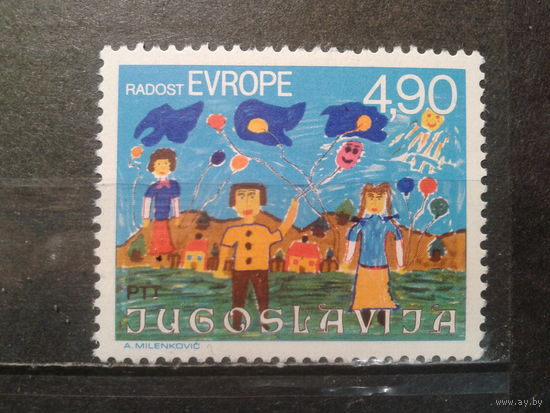 RADOST EVROPE 4,90
PTT
JUGOSLAVIJA
A. MILENKOVIĆ
www.ay.by